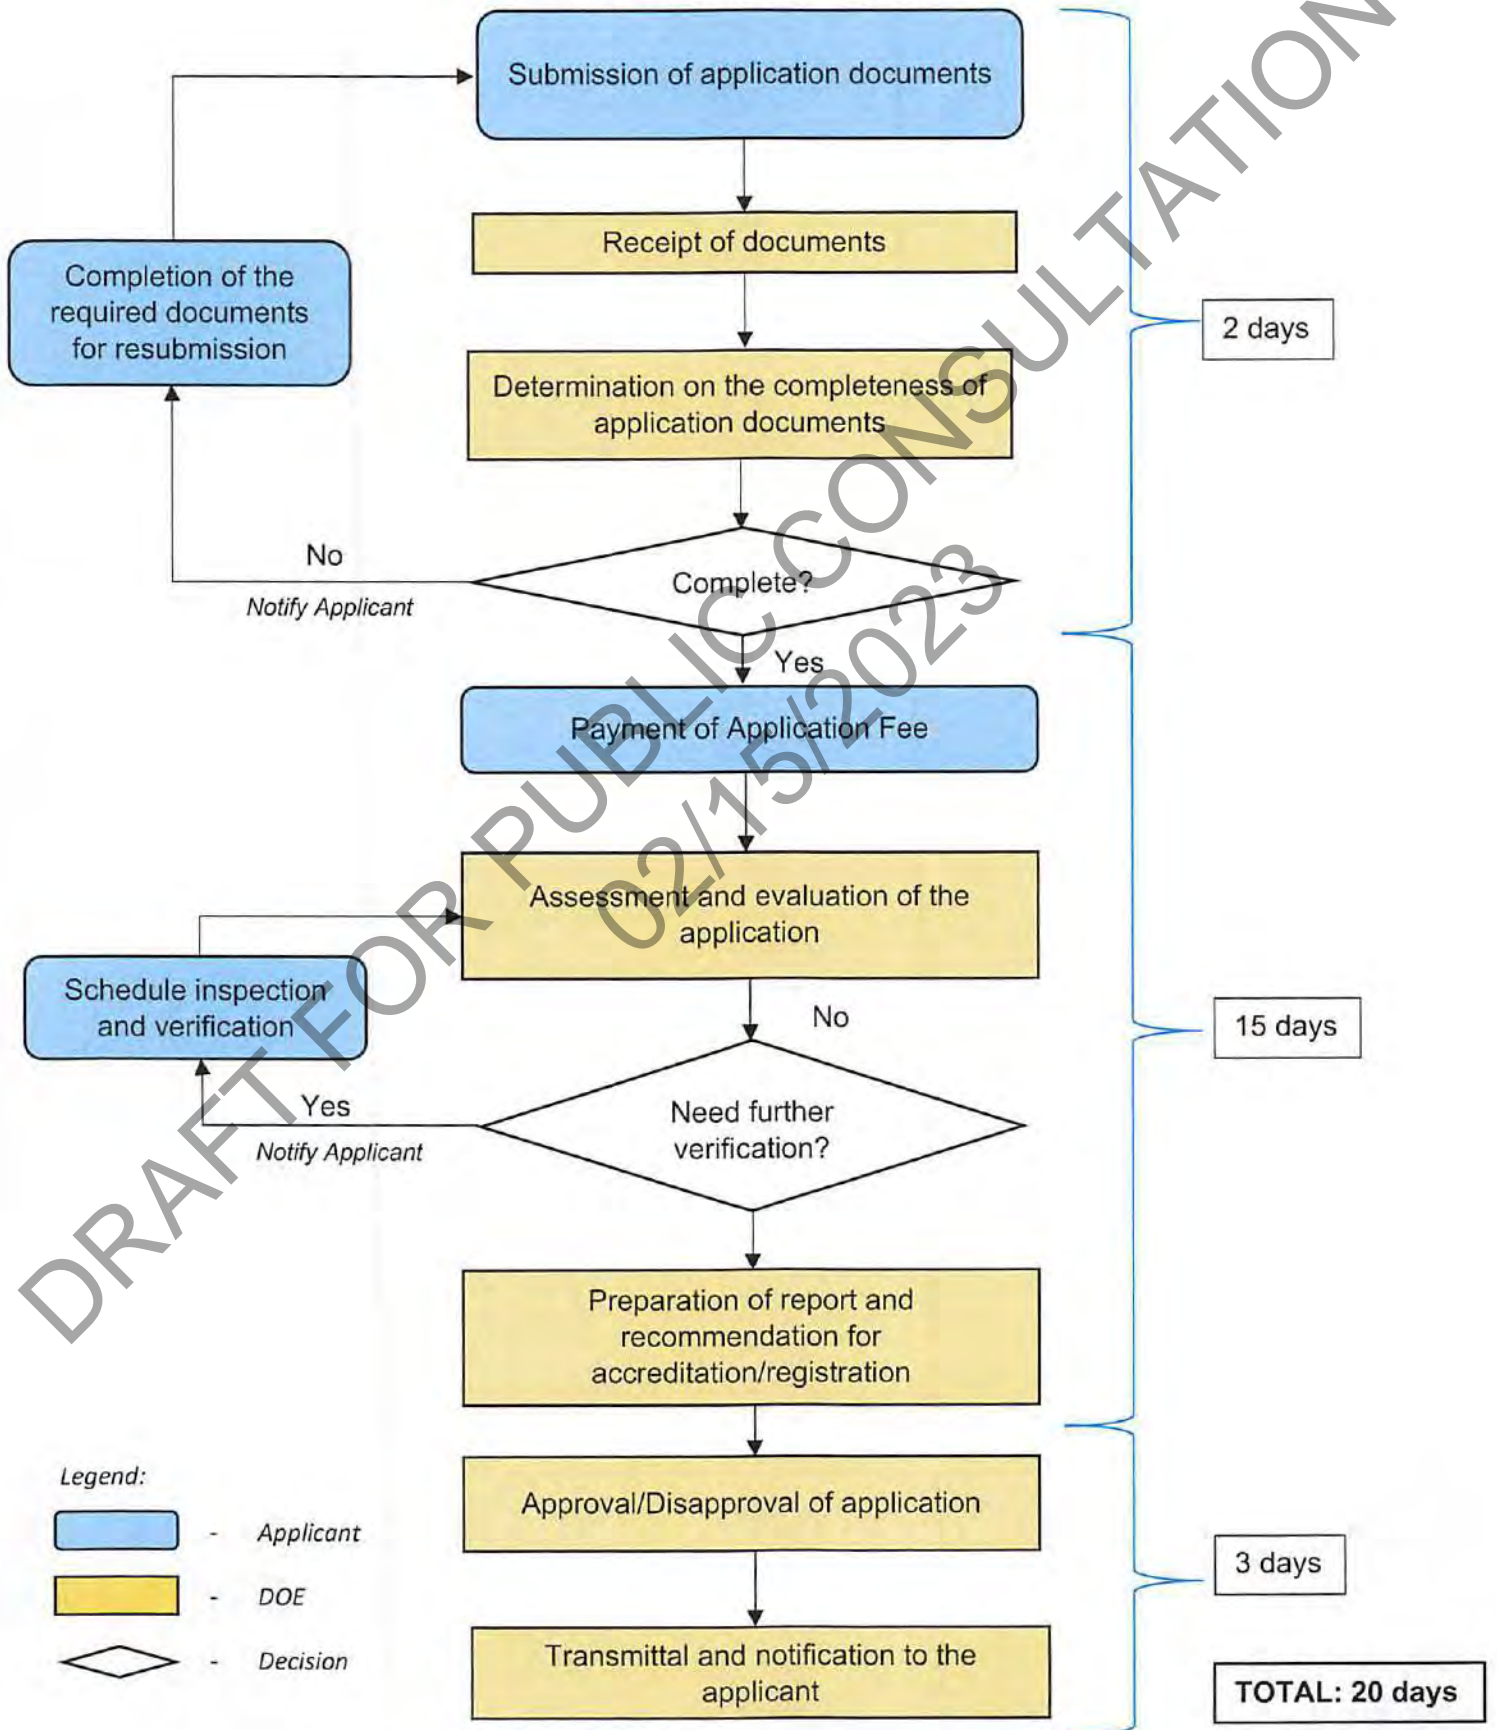 Submission of application documents
Receipt of documents
Completion of the
required documents
for resubmission
2 days
Determination on the completeness of
application documents
No
Complete?
Notify Applicant
Yes
Payment of Application Fee
Assessment and evaluation of the
application
Schedule inspection
and verification
No
15 days
Yes
Need further
verification?
Notify Applicant
Preparation of report and
recommendation for
accreditation/registration
Legend:
Approval/Disapproval of application
- Applicant
3 days
- DOE
Transmittal and notification to the
applicant
- Decision
TOTAL: 20 days
DRAFT FOR PUBLIC CONSULTATION
02/15/2023